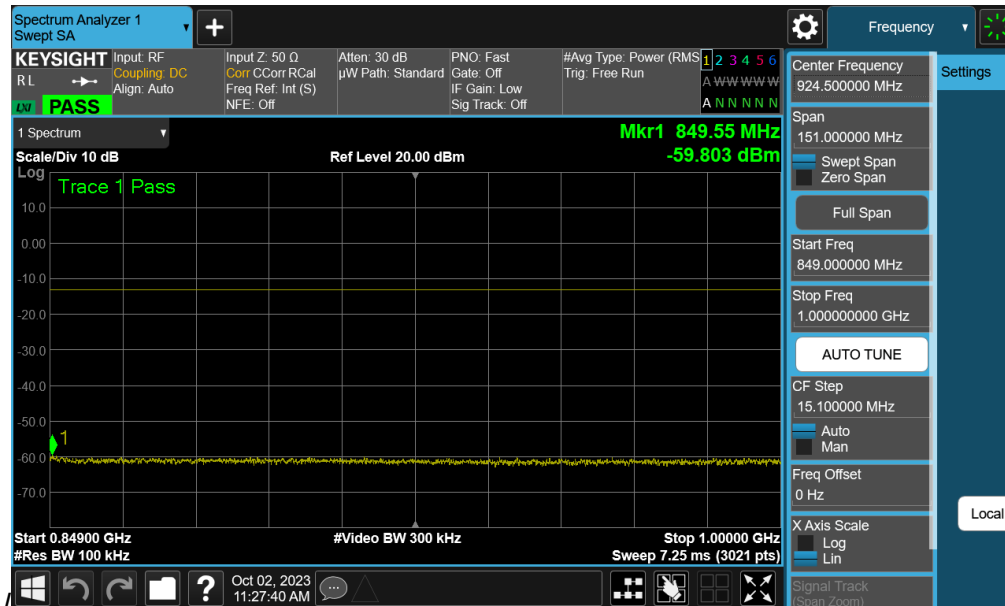 Spectrum Analyzer 1
Swept SA
Frequency
KEYSIGHT
RL
LXI
PASS
Input: RF
Coupling: DC
Align: Auto
Input Z: 50 Ω
Corr CCorr RCal
Freq Ref: Int (S)
NFE: Off
Atten: 30 dB
µW Path: Standard
PNO: Fast
Gate: Off
IF Gain: Low
Sig Track: Off
#Avg Type: Power (RMS
Trig: Free Run
1 2 3 4 5 6
A W W W W W
A N N N N N
1 Spectrum
Mkr1 849.55 MHz
Scale/Div 10 dB
Ref Level 20.00 dBm
-59.803 dBm
Log
Trace 1 Pass
10.0
0.00
-10.0
-20.0
-30.0
-40.0
-50.0
1
-60.0
-70.0
Start 0.84900 GHz
#Video BW 300 kHz
Stop 1.00000 GHz
#Res BW 100 kHz
Sweep 7.25 ms (3021 pts)
Oct 02, 2023
11:27:40 AM
Center Frequency
924.500000 MHz
Span
151.000000 MHz
Swept Span
Zero Span
Full Span
Start Freq
849.000000 MHz
Stop Freq
1.000000000 GHz
AUTO TUNE
CF Step
15.100000 MHz
Auto
Man
Freq Offset
0 Hz
X Axis Scale
Log
Lin
Signal Track
(Span Zoom)
Settings
Local